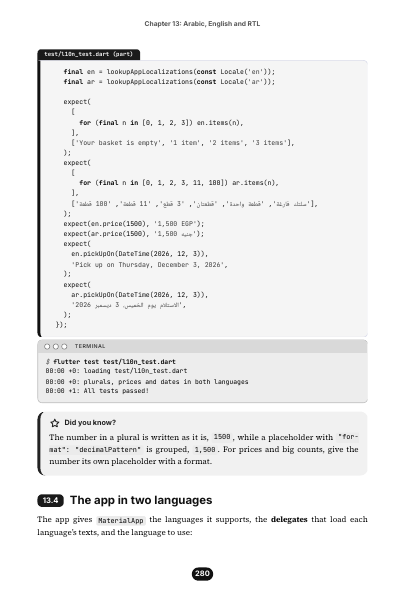 Chapter 13: Arabic, English and RTL
test/l10n_test.dart (part)
final en = lookupAppLocalizations(const Locale('en'));
final ar = lookupAppLocalizations(const Locale('ar'));
expect(
[
for (final n in [0, 1, 2, 3]) en.items(n),
],
['Your basket is empty', '1 item', '2 items', '3 items'],
);
expect(
[
for (final n in [0, 1, 2, 3, 11, 100]) ar.items(n),
],
['سلتك فارغة', 'قطعة واحدة', 'قطعتان', '3 قطع', '11 قطعة', '100 قطعة'],
);
expect(en.price(1500), '1,500 EGP');
expect(ar.price(1500), '1,500 جنيه');
expect(
en.pickUpOn(DateTime(2026, 12, 3)),
'Pick up on Thursday, December 3, 2026',
);
expect(
ar.pickUpOn(DateTime(2026, 12, 3)),
'الاستلام يوم الخميس، 3 ديسمبر 2026',
);
});
TERMINAL
$ flutter test test/l10n_test.dart
00:00 +0: loading test/l10n_test.dart
00:00 +0: plurals, prices and dates in both languages
00:00 +1: All tests passed!
Did you know?
The number in a plural is written as it is, 1500, while a placeholder with "for-
mat": "decimalPattern" is grouped, 1,500. For prices and big counts, give the
number its own placeholder with a format.
13.4 The app in two languages
The app gives MaterialApp the languages it supports, the delegates that load each
language's texts, and the language to use:
280